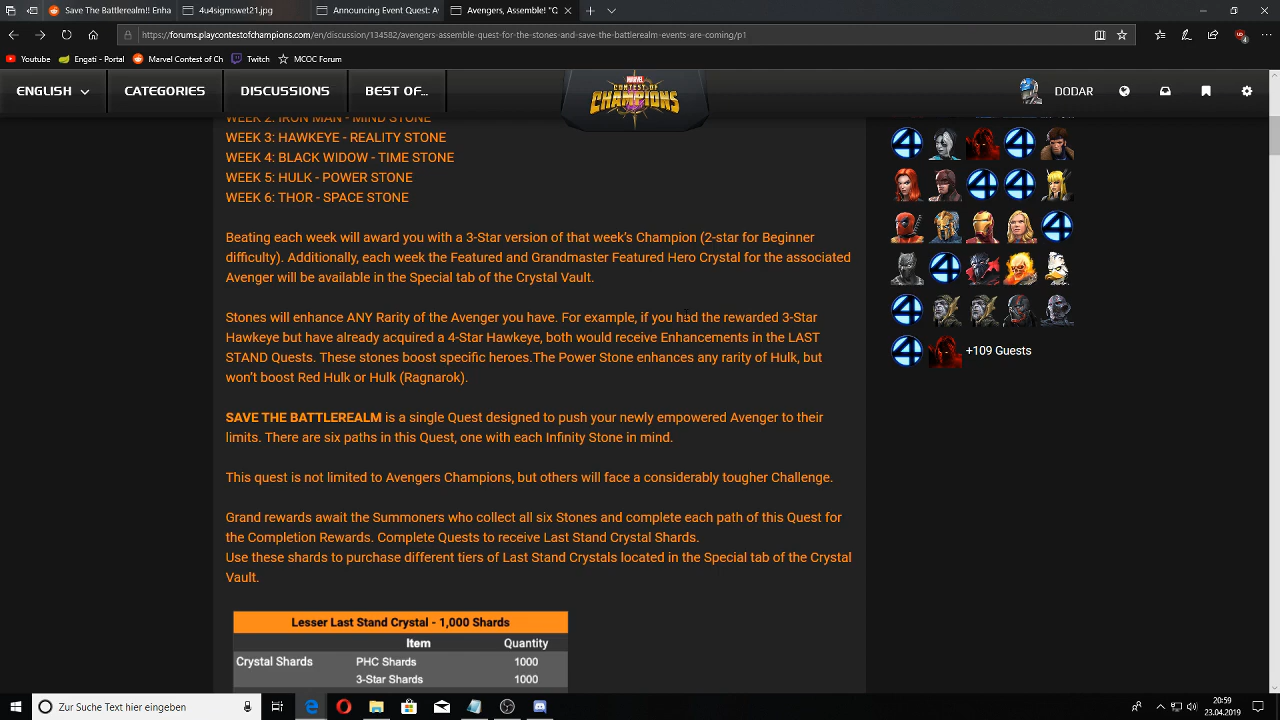 Save The Battlerealm!! Enha
4u4sigmswet21.jpg
Announcing Event Quest: A
Avengers, Assemble! "Q
https://forums.playcontestofchampions.com/en/discussion/134582/avengers-assemble-quest-for-the-stones-and-save-the-battlerealm-events-are-coming/p1
Youtube
Engati - Portal
Marvel Contest of Ch
Twitch
MCOC Forum
ENGLISH
CATEGORIES
DISCUSSIONS
BEST OF...
MARVEL
CONTEST OF
CHAMPIONS
DODAR
WEEK 2: IRON MAN - MIND STONE
WEEK 3: HAWKEYE - REALITY STONE
WEEK 4: BLACK WIDOW - TIME STONE
WEEK 5: HULK - POWER STONE
WEEK 6: THOR - SPACE STONE
Beating each week will award you with a 3-Star version of that week's Champion (2-star for Beginner
difficulty). Additionally, each week the Featured and Grandmaster Featured Hero Crystal for the associated
Avenger will be available in the Special tab of the Crystal Vault.
Stones will enhance ANY Rarity of the Avenger you have. For example, if you had the rewarded 3-Star
Hawkeye but have already acquired a 4-Star Hawkeye, both would receive Enhancements in the LAST
STAND Quests. These stones boost specific heroes.The Power Stone enhances any rarity of Hulk, but
won't boost Red Hulk or Hulk (Ragnarok).
SAVE THE BATTLEREALM is a single Quest designed to push your newly empowered Avenger to their
limits. There are six paths in this Quest, one with each Infinity Stone in mind.
This quest is not limited to Avengers Champions, but others will face a considerably tougher Challenge.
Grand rewards await the Summoners who collect all six Stones and complete each path of this Quest for
the Completion Rewards. Complete Quests to receive Last Stand Crystal Shards.
Use these shards to purchase different tiers of Last Stand Crystals located in the Special tab of the Crystal
Vault.
Lesser Last Stand Crystal - 1,000 Shards
Item Quantity
Crystal Shards PHC Shards 1000
3-Star Shards 1000
+109 Guests
Zur Suche Text hier eingeben
20:59
23.04.2019